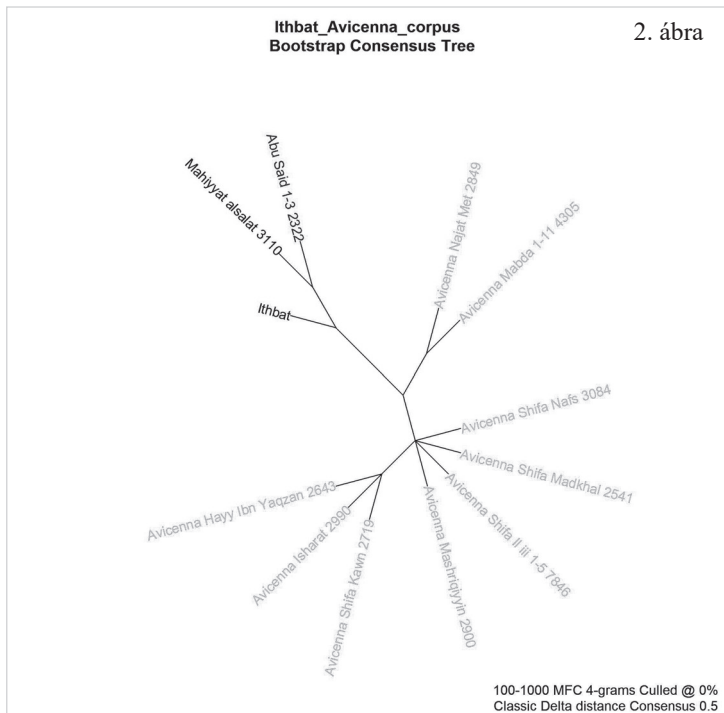 Ithbat_Avicenna_corpus
Bootstrap Consensus Tree
2. ábra
Abu Said 1-3 2322
Mahiyyat alsalat 3110
Ithbat
Avicenna Najat Met 2849
Avicenna Mabda 1-11 4305
Avicenna Shifa Nafs 3084
Avicenna Shifa Madkhal 2541
Avicenna Shifa II iii 1-5 7846
Avicenna Mashriqiyyin 2900
Avicenna Shifa Kawn 2719
Avicenna Isharat 2990
Avicenna Hayy Ibn Yaqzan 2643
100-1000 MFC 4-grams Culled @ 0%
Classic Delta distance Consensus 0.5